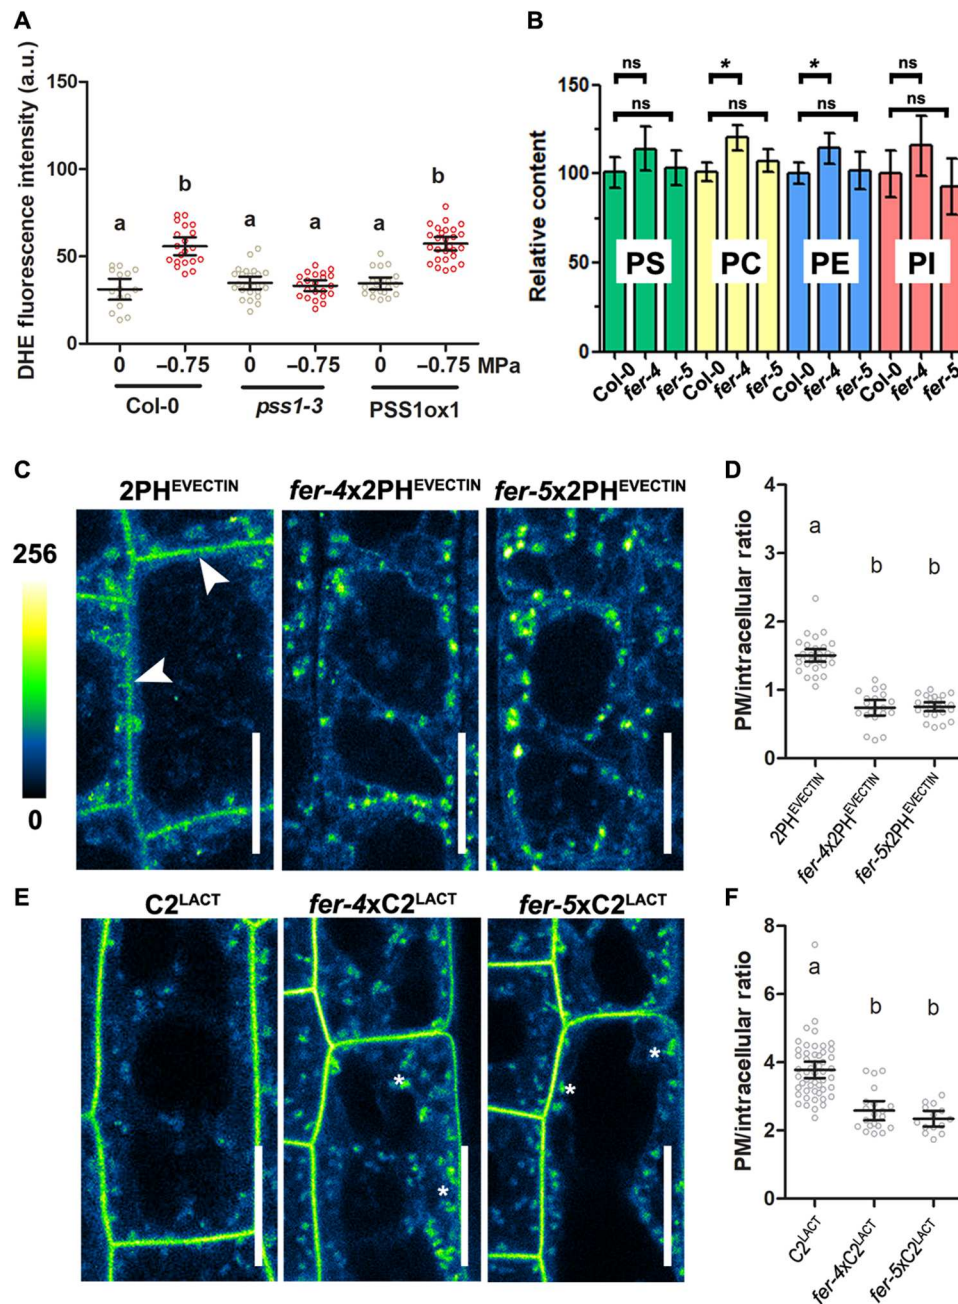 A
DHE fluorescence intensity (a.u.)
150
100
50
0
a
b
a
a
a
b
0
−0.75
0
−0.75
0
−0.75
MPa
Col-0
pss1-3
PSS1ox1
B
Relative content
150
100
50
0
ns
ns
*
ns
*
ns
ns
ns
PS
PC
PE
PI
Col-0
fer-4
fer-5
Col-0
fer-4
fer-5
Col-0
fer-4
fer-5
Col-0
fer-4
fer-5
C
2PHEVECTIN
fer-4x2PHEVECTIN
fer-5x2PHEVECTIN
256
0
D
PM/intracellular ratio
4
3
2
1
0
a
b
b
2PHEVECTIN
fer-4x2PHEVECTIN
fer-5x2PHEVECTIN
E
C2LACT
fer-4xC2LACT
fer-5xC2LACT
*
*
*
*
F
PM/intracellular ratio
8
6
4
2
0
a
b
b
C2LACT
fer-4xC2LACT
fer-5xC2LACT